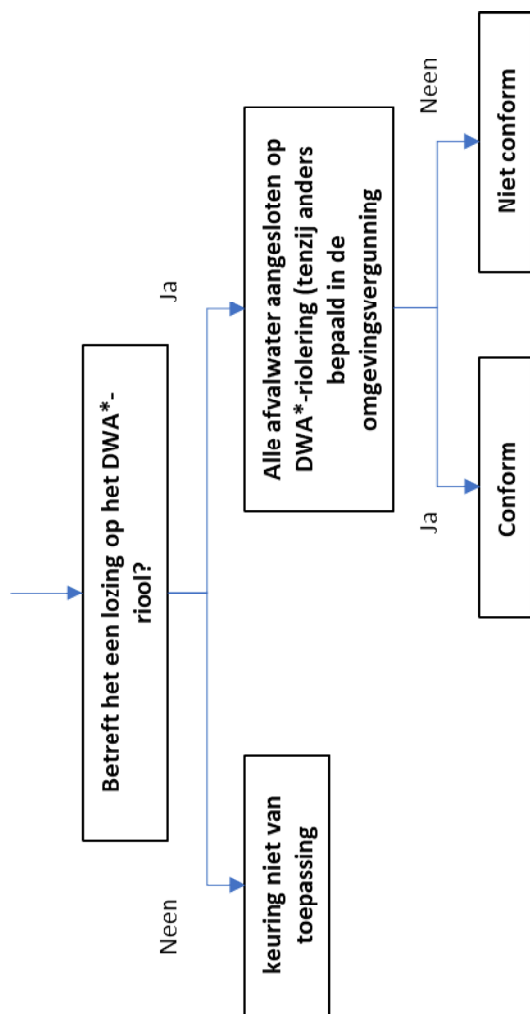 Betreft het een lozing op het DWA*-
riool?
Neen
Ja
keuring niet van
toepassing
Alle afvalwater aangesloten op
DWA*-riolering (tenzij anders
bepaald in de
omgevingsvergunning
Ja
Neen
Conform
Niet conform